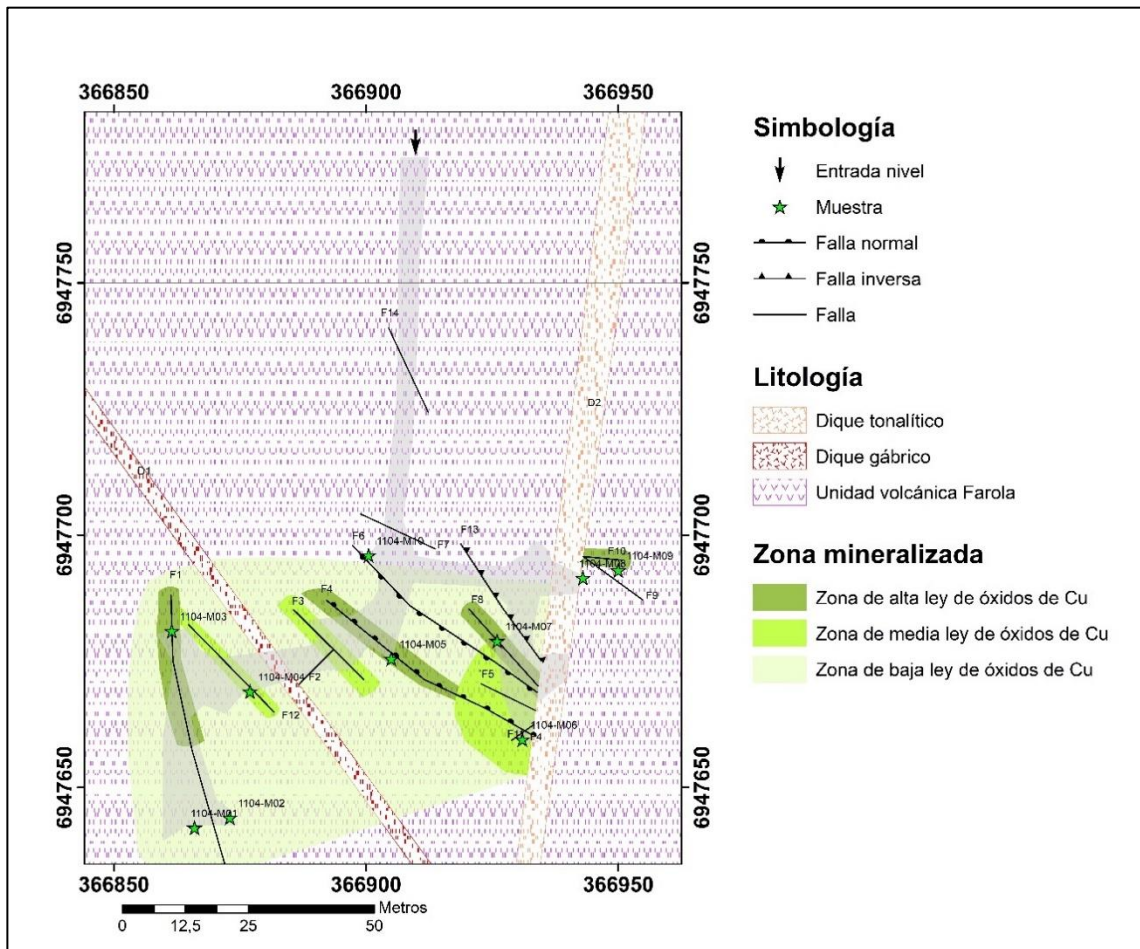 366850 366900 366950
6947750 6947750
6947700 6947700
6947650 6947650
F14
D2
D1
F13
F6
1104-M10
F7
F10
1104-M09
1104-M08
F9
F1
F3
F4
F8
1104-M03
1104-M07
1104-M05
F5
1104-M04
F2
F12
1104-M06
F11
F4
1104-M02
1104-M01
366850 366900 366950
Metros
0 12,5 25 50
Simbología
Entrada nivel
Muestra
Falla normal
Falla inversa
Falla
Litología
Dique tonalítico
Dique gábrico
Unidad volcánica Farola
Zona mineralizada
Zona de alta ley de óxidos de Cu
Zona de media ley de óxidos de Cu
Zona de baja ley de óxidos de Cu